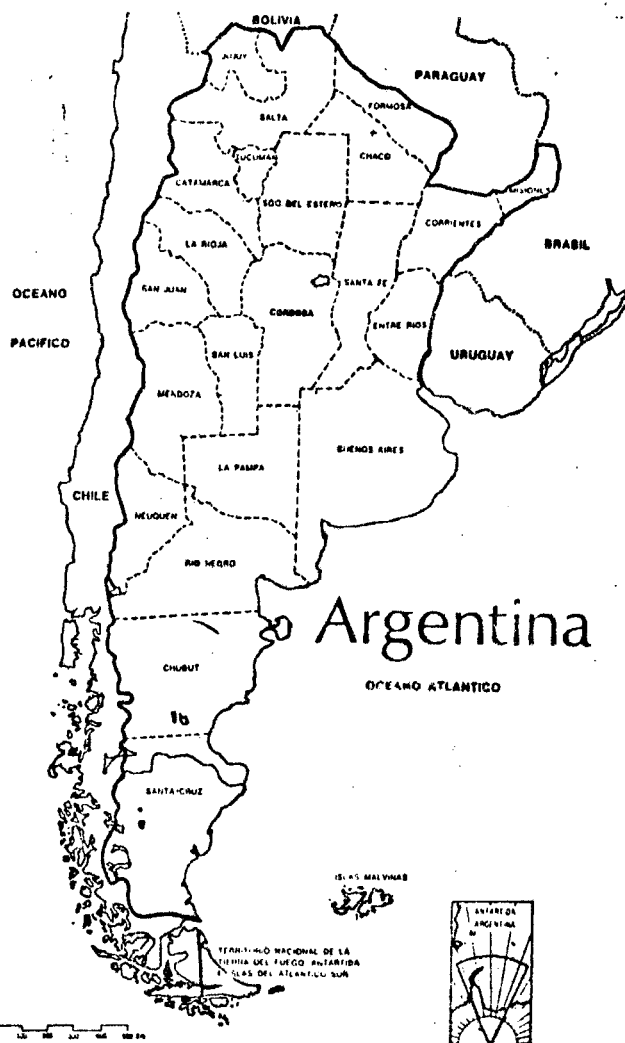 BOLIVIA
JUJUY
PARAGUAY
FORMOSA
SALTA
CHACO
TUCUMAN
CATAMARCA
MISIONES
SGO DEL ESTERO
CORRIENTES
LA RIOJA
BRASIL
SAN JUAN
SANTA FE
OCEANO
PACIFICO
CORDOBA
ENTRE RIOS
SAN LUIS
URUGUAY
MENDOZA
BUENOS AIRES
LA PAMPA
CHILE
NEUQUEN
RIO NEGRO
Argentina
CHUBUT
OCEANO ATLANTICO
SANTA CRUZ
ISLAS MALVINAS
TERRITORIO NACIONAL DE LA
TIERRA DEL FUEGO ANTARTIDA
E ISLAS DEL ATLANTICO SUR
ANTARTIDA
ARGENTINA